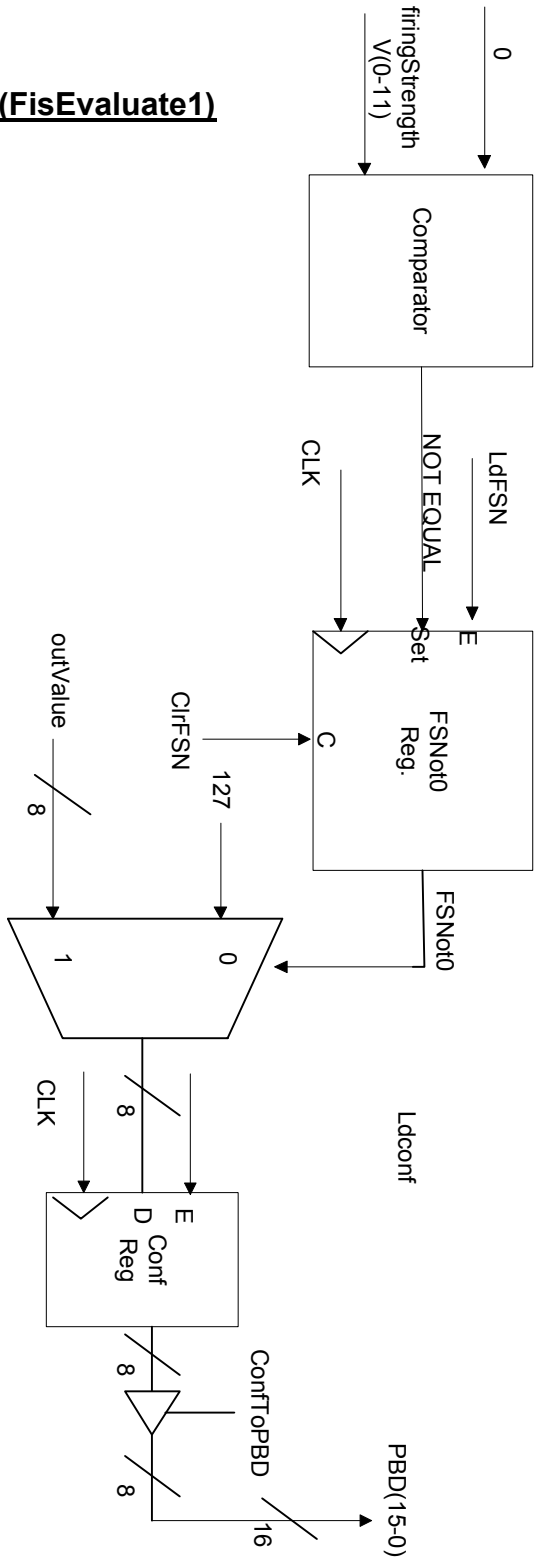 (FisEvaluate1)
0
firingStrength
V(0-11)
Comparator
NOT EQUAL
LdFSN
CLK
E
Set
FSNot0
Reg.
C
ClrFSN
FSNot0
127
outValue
8
0
1
8
CLK
Ldconf
E
D
Conf
Reg
8
ConfToPBD
8
16
PBD(15-0)